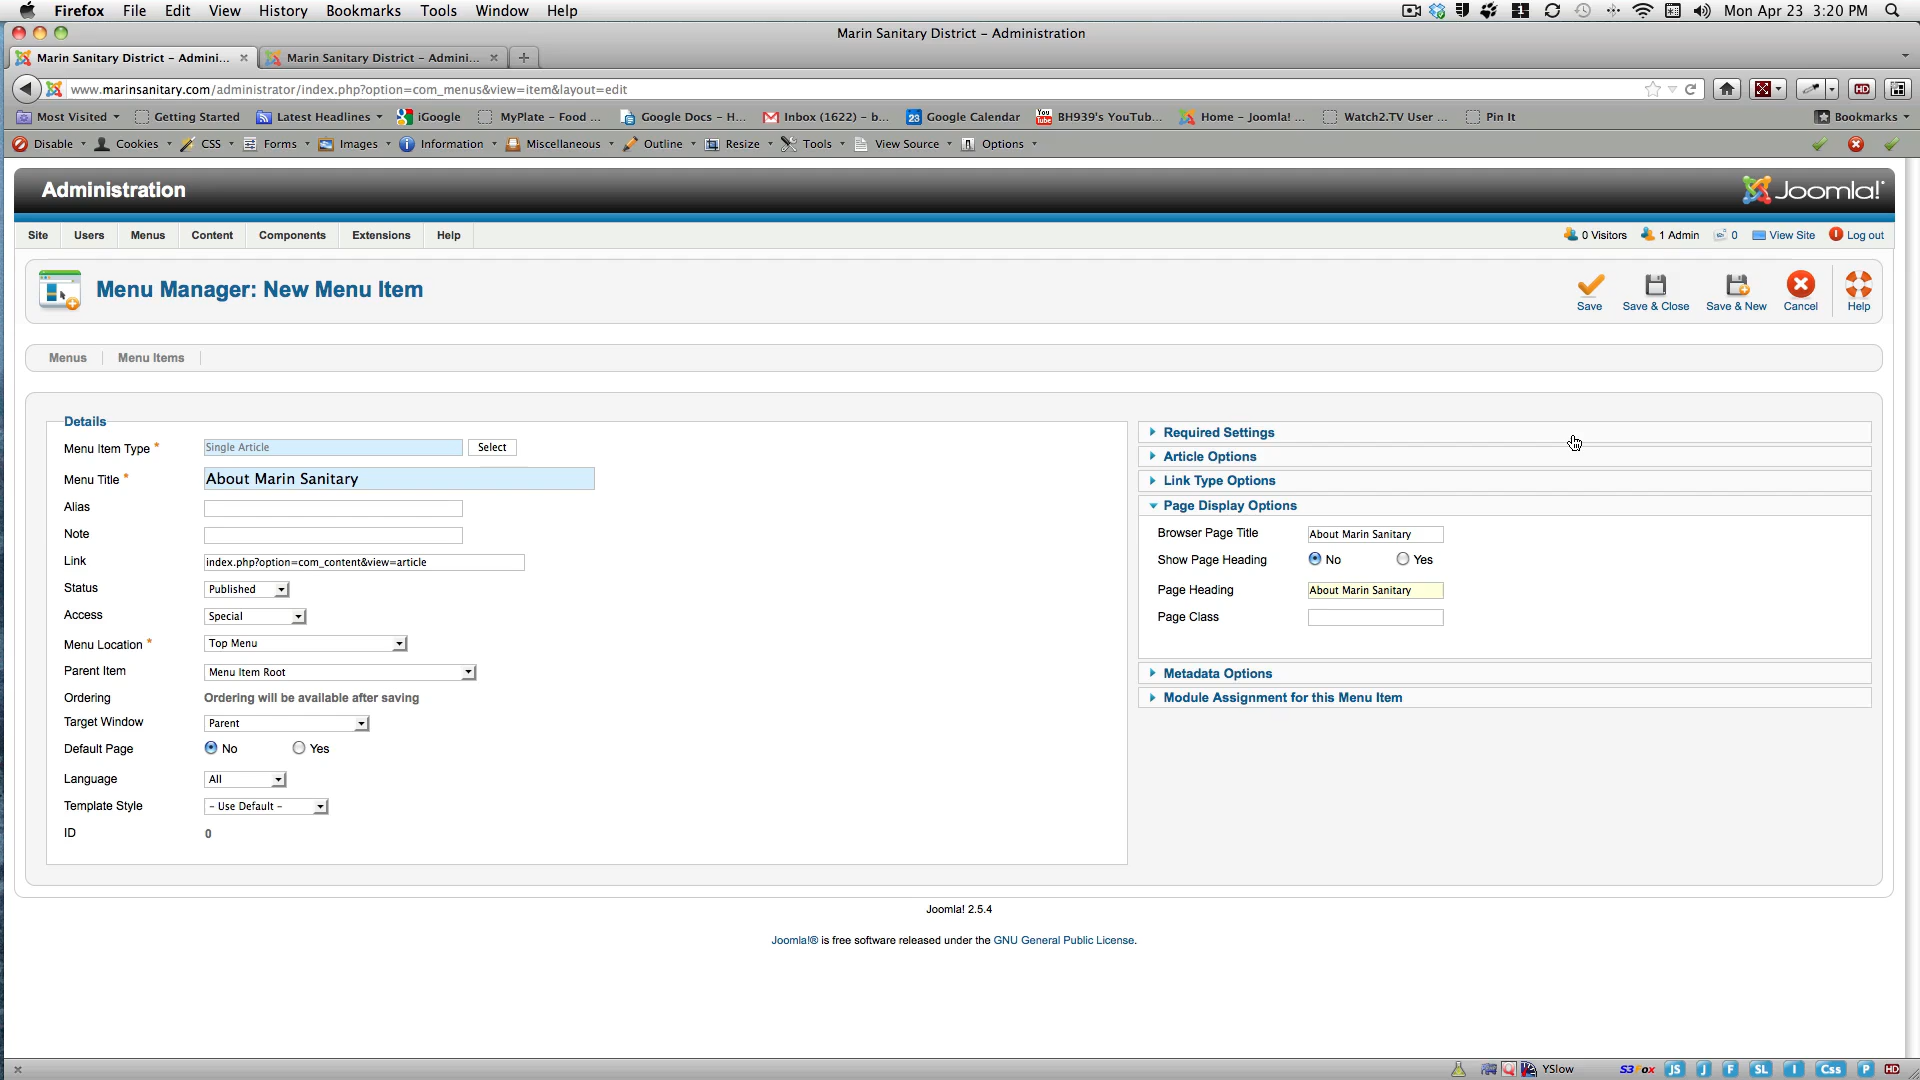 Firefox File Edit View History Bookmarks Tools Window Help Mon Apr 23 3:20 PM
Marin Sanitary District – Administration
Marin Sanitary District – Admini... Marin Sanitary District – Admini...
www.marinsanitary.com/administrator/index.php?option=com_menus&view=item&layout=edit
Most Visited Getting Started Latest Headlines iGoogle MyPlate – Food ... Google Docs – H... Inbox (1622) – b... Google Calendar BH939's YouTub... Home – Joomla! ... Watch2.TV User ... Pin It Bookmarks
Disable Cookies CSS Forms Images Information Miscellaneous Outline Resize Tools View Source Options
Administration Joomla!
Site Users Menus Content Components Extensions Help 0 Visitors 1 Admin 0 View Site Log out
Menu Manager: New Menu Item
Save Save & Close Save & New Cancel Help
Menus Menu Items
Details
Menu Item Type * Single Article Select
Menu Title * About Marin Sanitary
Alias
Note
Link index.php?option=com_content&view=article
Status Published
Access Special
Menu Location * Top Menu
Parent Item Menu Item Root
Ordering Ordering will be available after saving
Target Window Parent
Default Page No Yes
Language All
Template Style – Use Default –
ID 0
Required Settings
Article Options
Link Type Options
Page Display Options
Browser Page Title About Marin Sanitary
Show Page Heading No Yes
Page Heading About Marin Sanitary
Page Class
Metadata Options
Module Assignment for this Menu Item
Joomla! 2.5.4
Joomla!® is free software released under the GNU General Public License.
YSlow S3Fox JS J F SL I Css P HD